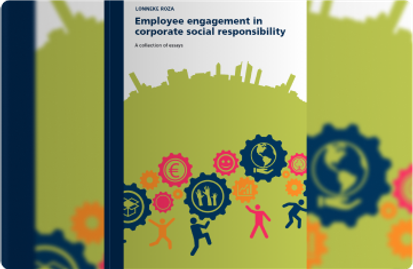 LONNEKE ROZA
Employee engagement in
corporate social responsibility
A collection of essays